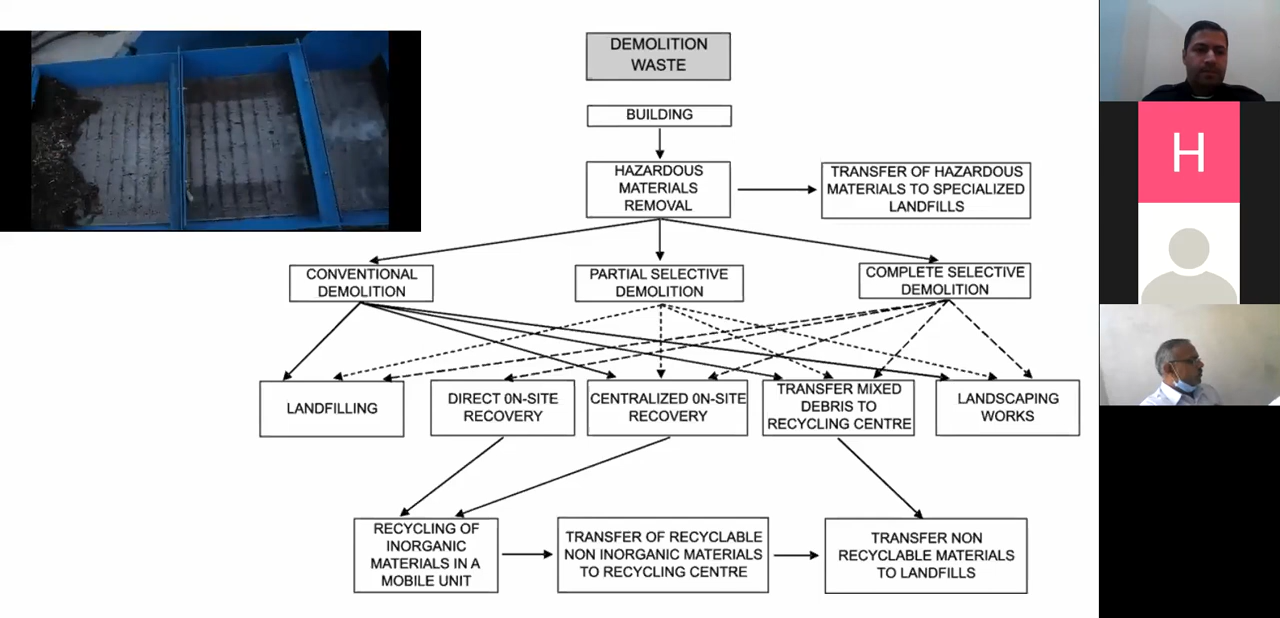 DEMOLITION
WASTE
BUILDING
HAZARDOUS
MATERIALS
REMOVAL
TRANSFER OF HAZARDOUS
MATERIALS TO SPECIALIZED
LANDFILLS
CONVENTIONAL
DEMOLITION
PARTIAL SELECTIVE
DEMOLITION
COMPLETE SELECTIVE
DEMOLITION
LANDFILLING
DIRECT 0N-SITE
RECOVERY
CENTRALIZED 0N-SITE
RECOVERY
TRANSFER MIXED
DEBRIS TO
RECYCLING CENTRE
LANDSCAPING
WORKS
RECYCLING OF
INORGANIC
MATERIALS IN A
MOBILE UNIT
TRANSFER OF RECYCLABLE
NON INORGANIC MATERIALS
TO RECYCLING CENTRE
TRANSFER NON
RECYCLABLE MATERIALS
TO LANDFILLS
H